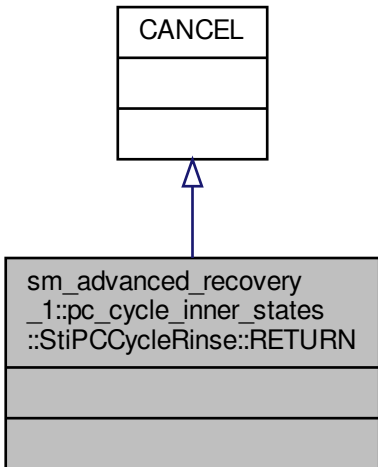 CANCEL
sm_advanced_recovery
_1::pc_cycle_inner_states
::StiPCCycleRinse::RETURN